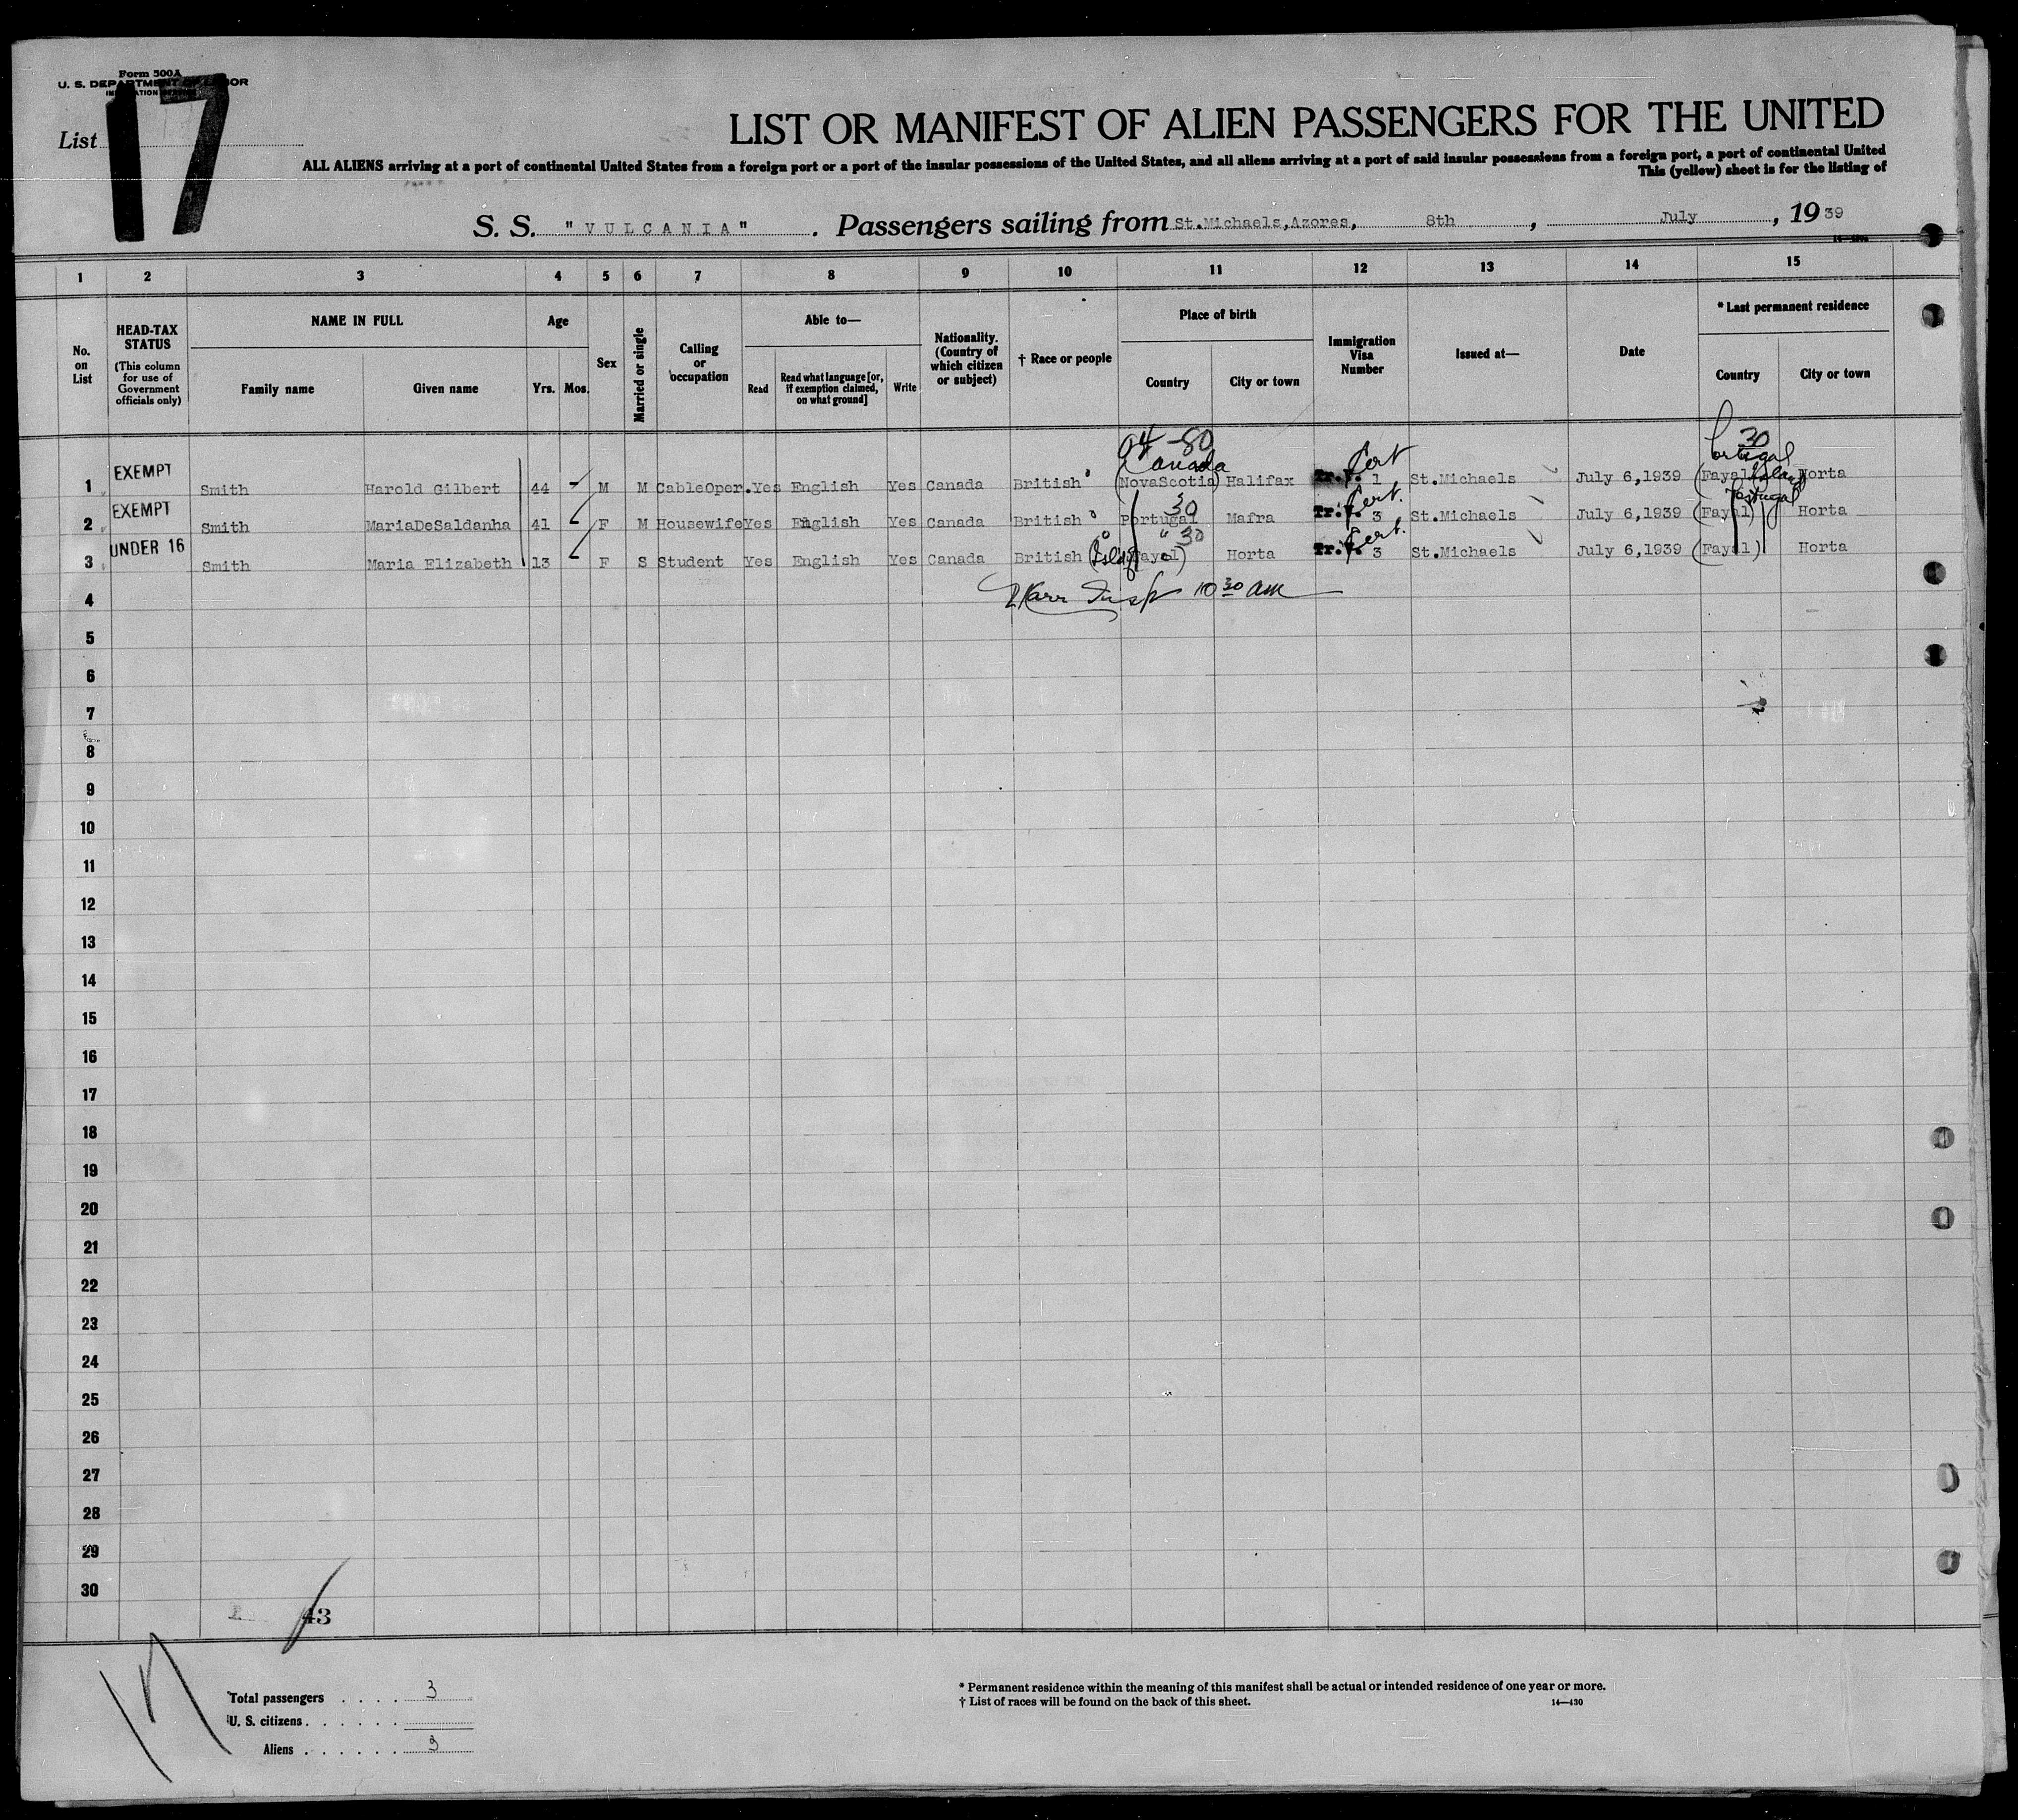 Form 500A
U. S. DEPARTMENT OF LABOR
List 17
LIST OR MANIFEST OF ALIEN PASSENGERS FOR THE UNITED
ALL ALIENS arriving at a port of continental United States from a foreign port or a port of the insular possessions of the United States, and all aliens arriving at a port of said insular possessions from a foreign port, a port of continental United
This (yellow) sheet is for the listing of
S. S. "VULCANIA". Passengers sailing from St.Michaels,Azores, 8th, July, 1939
1 2 3 4 5 6 7 8 9 10 11 12 13 14 15
No. on List
HEAD-TAX STATUS (This column for use of Government officials only)
NAME IN FULL
Family name Given name
Age
Yrs. Mos.
Sex
Married or single
Calling or occupation
Able to—
Read Read what language [or, if exemption claimed, on what ground] Write
Nationality. (Country of which citizen or subject)
† Race or people
Place of birth
Country City or town
Immigration Visa Number
Issued at—
Date
* Last permanent residence
Country City or town
04 -80 30
Canada Cert Portugal
1 EXEMPT Smith Harold Gilbert 44 M M CableOper. Yes English Yes Canada British (NovaScotia) Halifax Tr.V. 1 St.Michaels July 6,1939 (Fayal Island Horta
30 Cert. Portugal
2 EXEMPT Smith MariaDeSaldanha 41 F M Housewife Yes English Yes Canada British Portugal Mafra Tr.V. 3 St.Michaels July 6,1939 (Fayal) Horta
" 30 Cert.
3 UNDER 16 Smith Maria Elizabeth 13 F S Student Yes English Yes Canada British (Fayal) Horta Tr.V. 3 St.Michaels July 6,1939 (Fayal) Horta
4 Insp 10 30 am
5
6
7
8
9
10
11
12
13
14
15
16
17
18
19
20
21
22
23
24
25
26
27
28
29
30
43
17
Total passengers . . . . 3
U. S. citizens . . . . . .
Aliens . . . . . . 3
* Permanent residence within the meaning of this manifest shall be actual or intended residence of one year or more.
† List of races will be found on the back of this sheet. 14—430